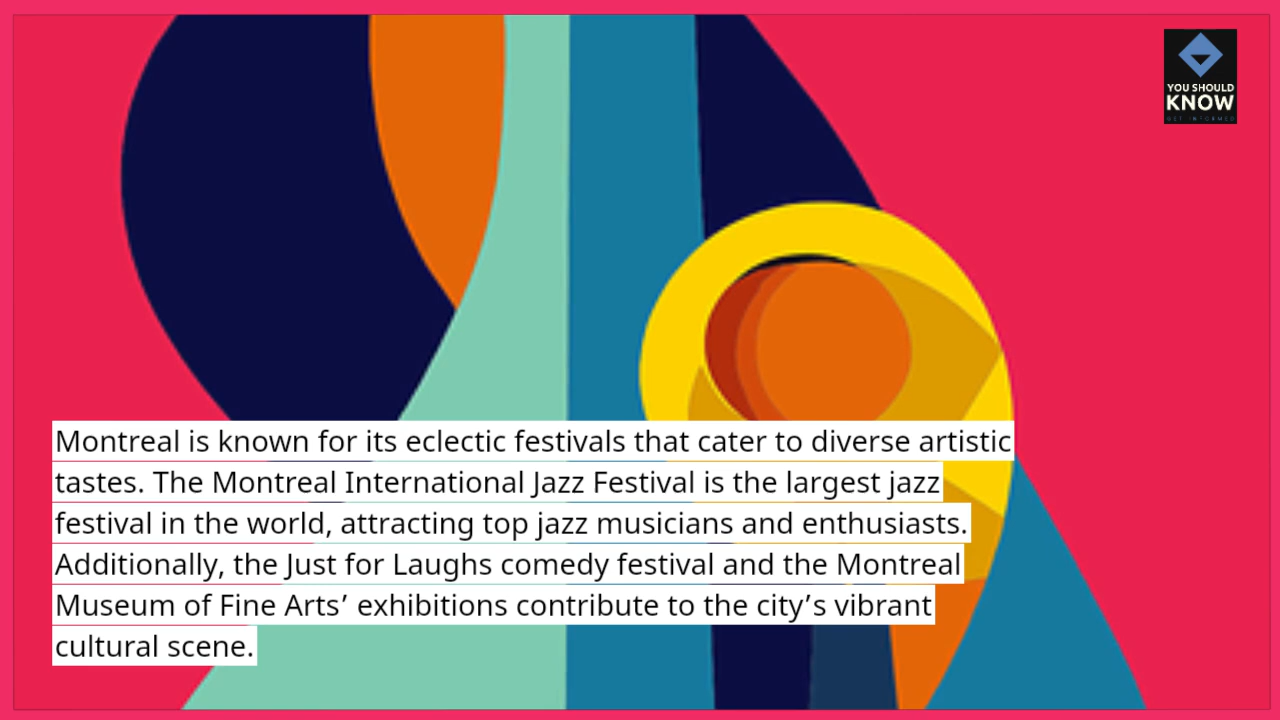 YOU SHOULD
KNOW
GET INFORMED
Montreal is known for its eclectic festivals that cater to diverse artistic
tastes. The Montreal International Jazz Festival is the largest jazz
festival in the world, attracting top jazz musicians and enthusiasts.
Additionally, the Just for Laughs comedy festival and the Montreal
Museum of Fine Arts’ exhibitions contribute to the city’s vibrant
cultural scene.